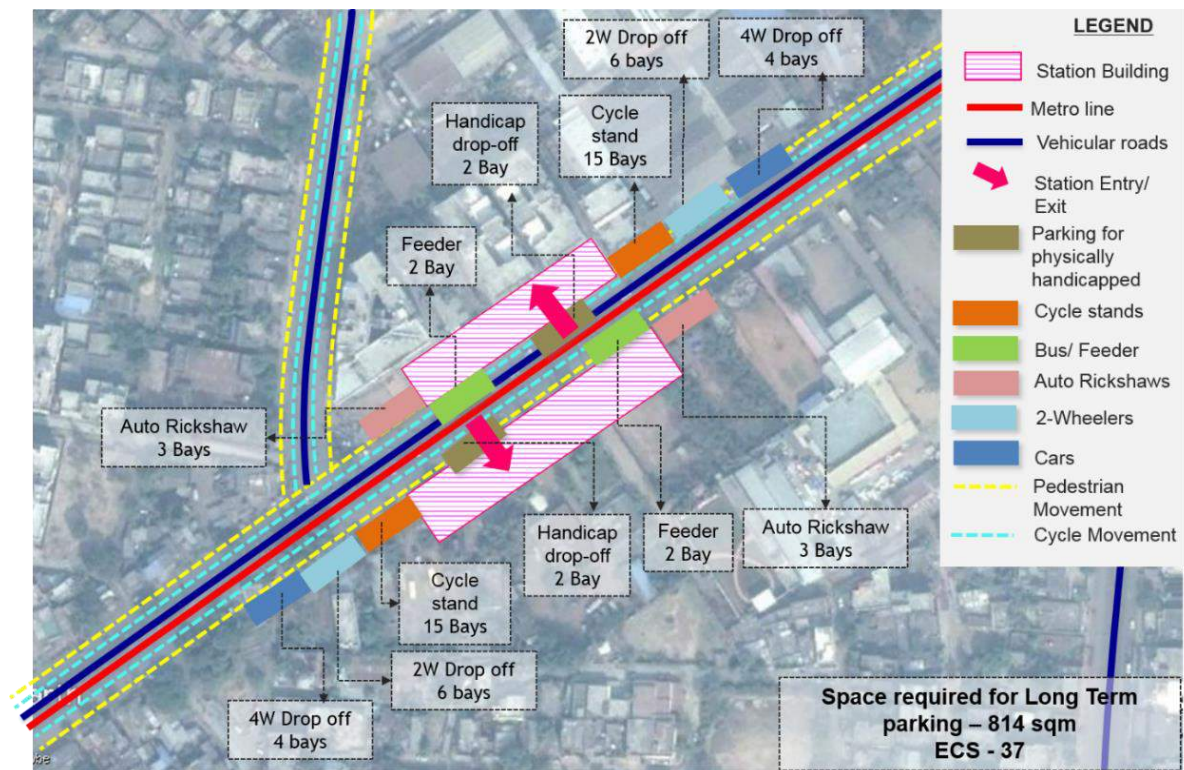 2W Drop off
6 bays
4W Drop off
4 bays
Handicap
drop-off
2 Bay
Cycle
stand
15 Bays
Feeder
2 Bay
Auto Rickshaw
3 Bays
Handicap
drop-off
2 Bay
Feeder
2 Bay
Auto Rickshaw
3 Bays
Cycle
stand
15 Bays
2W Drop off
6 bays
4W Drop off
4 bays
LEGEND
Station Building
Metro line
Vehicular roads
Station Entry/
Exit
Parking for
physically
handicapped
Cycle stands
Bus/ Feeder
Auto Rickshaws
2-Wheelers
Cars
Pedestrian
Movement
Cycle Movement
Space required for Long Term
parking – 814 sqm
ECS - 37